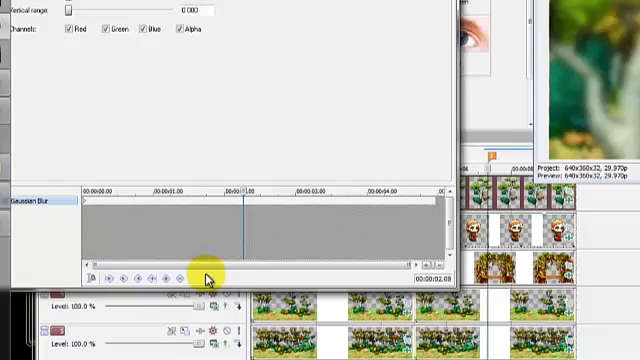 Vertical range: 0.000
Channels: Red Green Blue Alpha
Project: 640x360x32, 29.970p
Preview: 640x360x32, 29.970p
00:00:00.00 00:00:01.00 00:00:03.00 00:00:04.00
Gaussian Blur
00:00:02.08
Level: 100.0 %
Level: 100.0 %